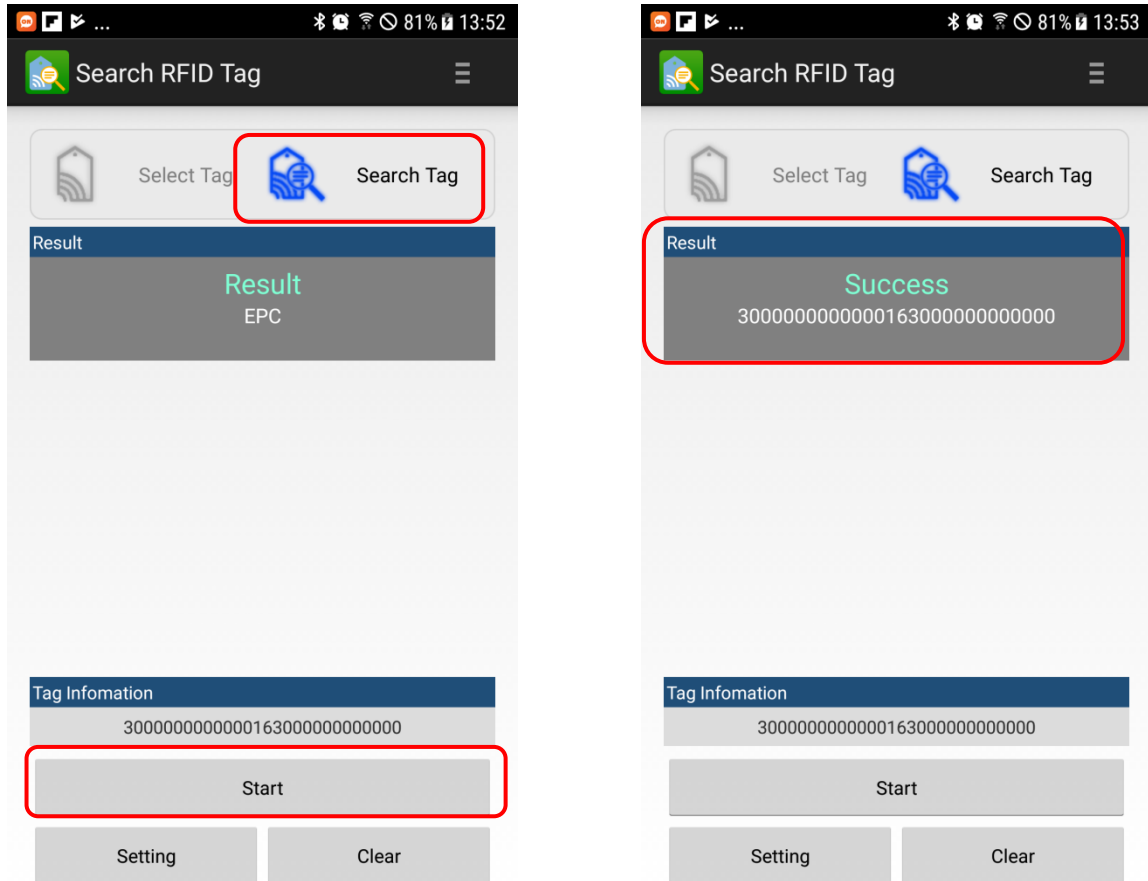 ... 81% 13:52
Search RFID Tag
Select Tag Search Tag
Result
Result
EPC
Tag Infomation
3000000000000163000000000000
Start
Setting Clear
... 81% 13:53
Search RFID Tag
Select Tag Search Tag
Result
Success
3000000000000163000000000000
Tag Infomation
3000000000000163000000000000
Start
Setting Clear